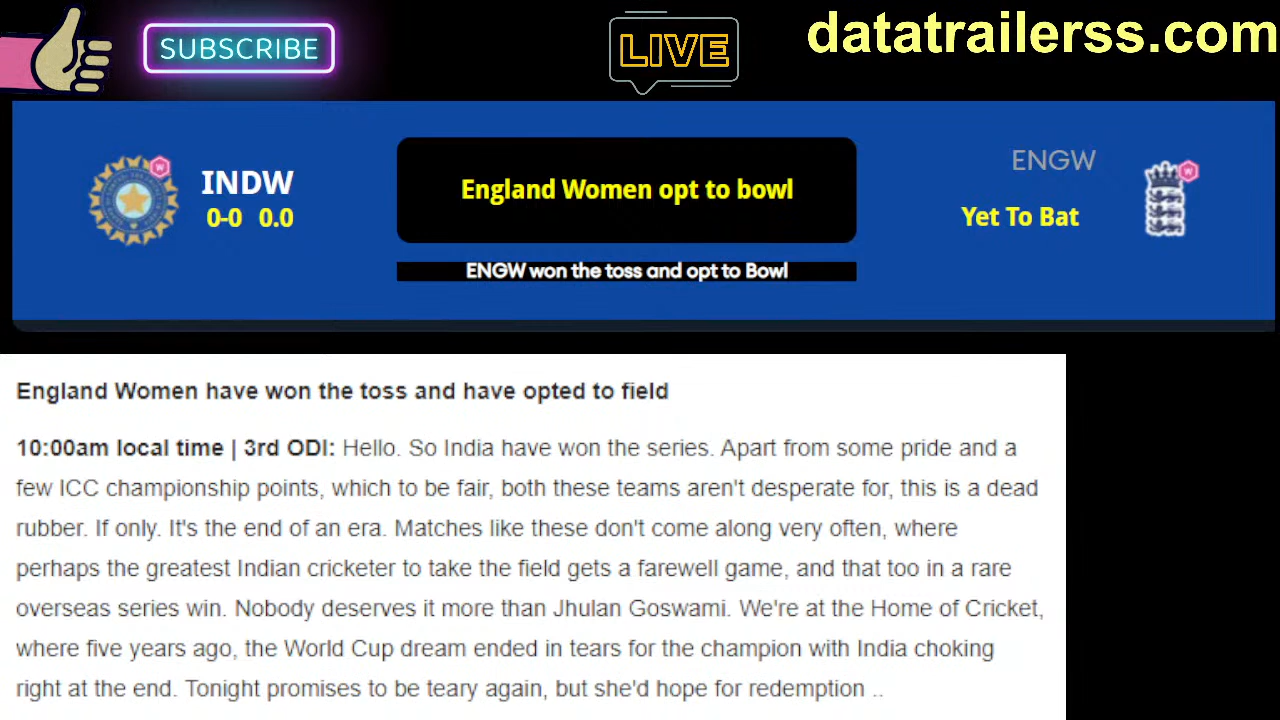 SUBSCRIBE
LIVE
datatrailerss.com
INDW
0-0 0.0
England Women opt to bowl
ENGW won the toss and opt to Bowl
ENGW
Yet To Bat
W
W
England Women have won the toss and have opted to field
10:00am local time | 3rd ODI: Hello. So India have won the series. Apart from some pride and a
few ICC championship points, which to be fair, both these teams aren't desperate for, this is a dead
rubber. If only. It's the end of an era. Matches like these don't come along very often, where
perhaps the greatest Indian cricketer to take the field gets a farewell game, and that too in a rare
overseas series win. Nobody deserves it more than Jhulan Goswami. We're at the Home of Cricket,
where five years ago, the World Cup dream ended in tears for the champion with India choking
right at the end. Tonight promises to be teary again, but she'd hope for redemption ..